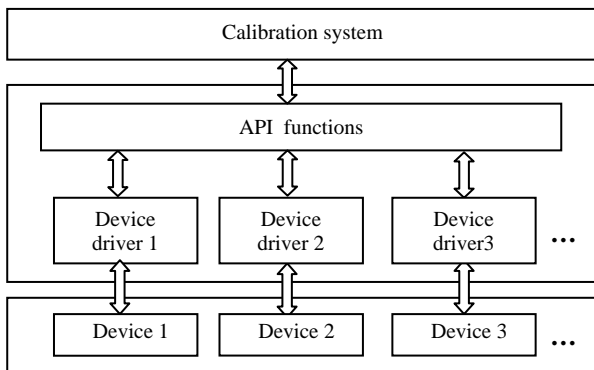 Calibration system
API functions
Device
driver 1
Device
driver 2
Device
driver3
...
Device 1
Device 2
Device 3
...